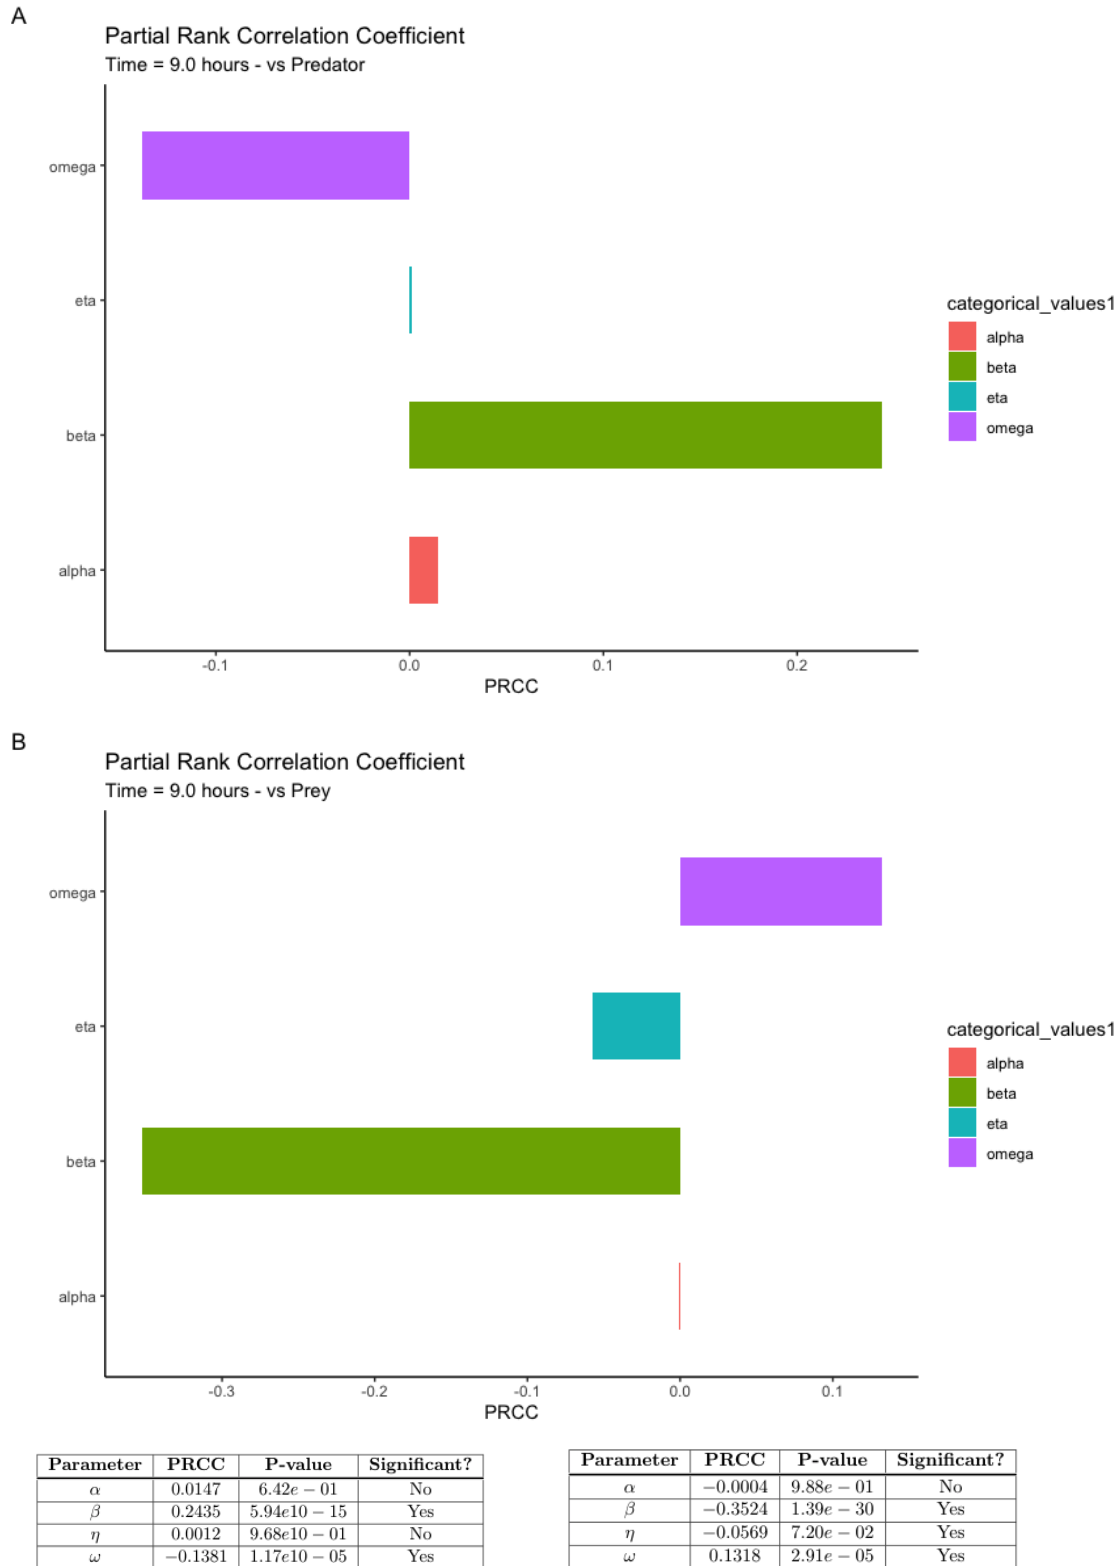 A
Partial Rank Correlation Coefficient
Time = 9.0 hours - vs Predator
omega
eta
beta
alpha
-0.1 0.0 0.1 0.2
PRCC
categorical_values1
alpha
beta
eta
omega
B
Partial Rank Correlation Coefficient
Time = 9.0 hours - vs Prey
omega
eta
beta
alpha
-0.3 -0.2 -0.1 0.0 0.1
PRCC
categorical_values1
alpha
beta
eta
omega
Parameter PRCC P-value Significant?
α 0.0147 6.42e − 01 No
β 0.2435 5.94e10 − 15 Yes
η 0.0012 9.68e10 − 01 No
ω −0.1381 1.17e10 − 05 Yes
Parameter PRCC P-value Significant?
α −0.0004 9.88e − 01 No
β −0.3524 1.39e − 30 Yes
η −0.0569 7.20e − 02 Yes
ω 0.1318 2.91e − 05 Yes